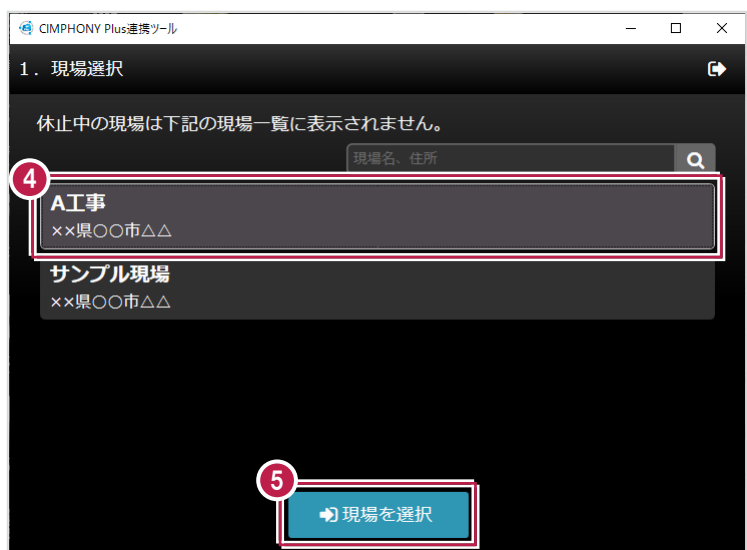 CIMPHONY Plus連携ツール
1．現場選択
休止中の現場は下記の現場一覧に表示されません。
現場名、住所
4
A工事
××県○○市△△
サンプル現場
××県○○市△△
5
現場を選択